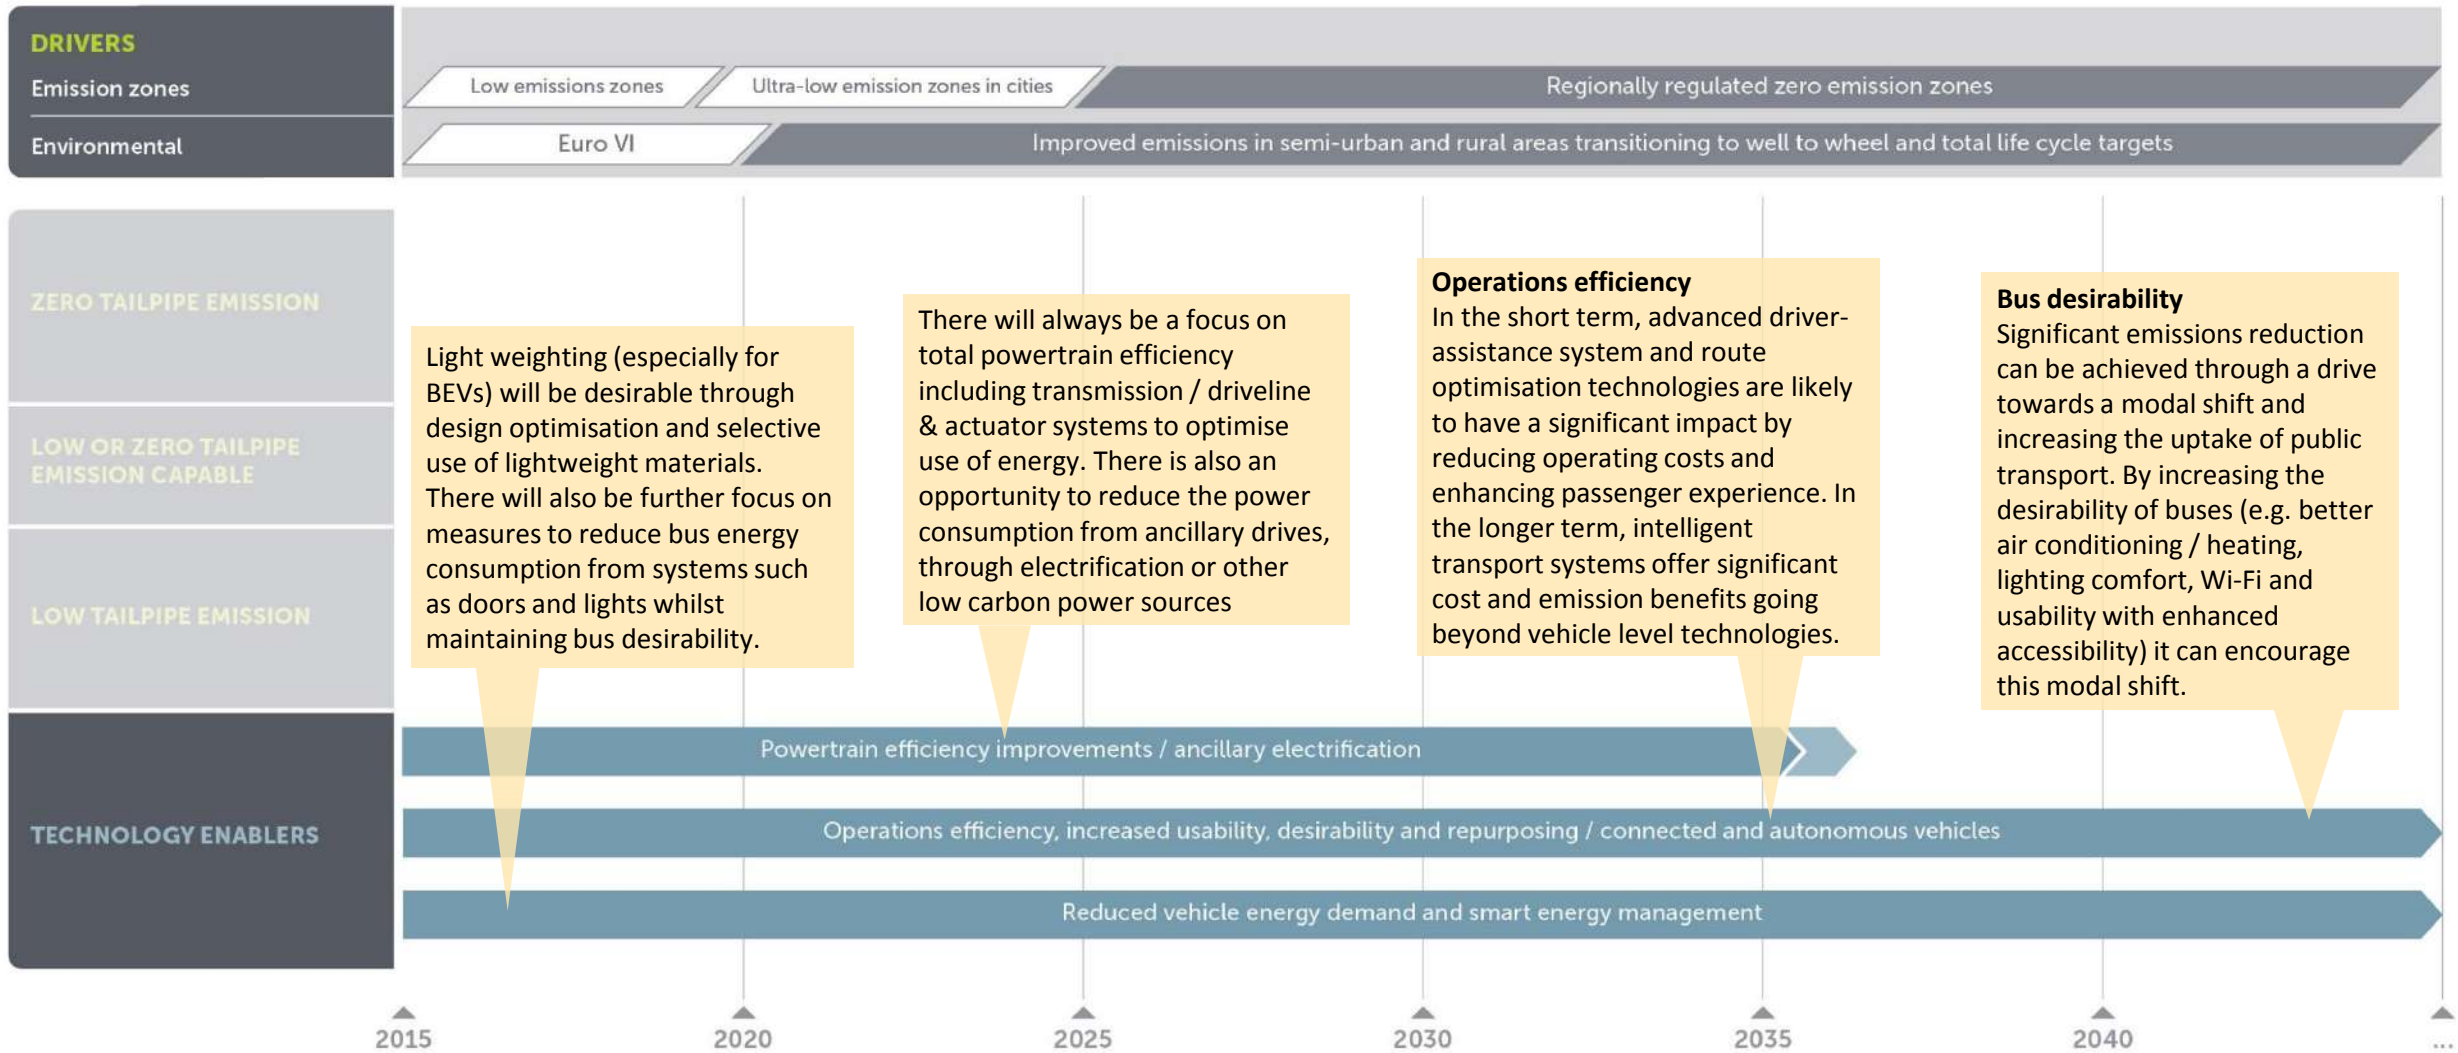 DRIVERS
Emission zones
Low emissions zones
Ultra-low emission zones in cities
Regionally regulated zero emission zones
Environmental
Euro VI
Improved emissions in semi-urban and rural areas transitioning to well to wheel and total life cycle targets
ZERO TAILPIPE EMISSION
LOW OR ZERO TAILPIPE
EMISSION CAPABLE
LOW TAILPIPE EMISSION
Light weighting (especially for
BEVs) will be desirable through
design optimisation and selective
use of lightweight materials.
There will also be further focus on
measures to reduce bus energy
consumption from systems such
as doors and lights whilst
maintaining bus desirability.
There will always be a focus on
total powertrain efficiency
including transmission / driveline
& actuator systems to optimise
use of energy. There is also an
opportunity to reduce the power
consumption from ancillary drives,
through electrification or other
low carbon power sources
Operations efficiency
In the short term, advanced driver-
assistance system and route
optimisation technologies are likely
to have a significant impact by
reducing operating costs and
enhancing passenger experience. In
the longer term, intelligent
transport systems offer significant
cost and emission benefits going
beyond vehicle level technologies.
Bus desirability
Significant emissions reduction
can be achieved through a drive
towards a modal shift and
increasing the uptake of public
transport. By increasing the
desirability of buses (e.g. better
air conditioning / heating,
lighting comfort, Wi-Fi and
usability with enhanced
accessibility) it can encourage
this modal shift.
TECHNOLOGY ENABLERS
Powertrain efficiency improvements / ancillary electrification
Operations efficiency, increased usability, desirability and repurposing / connected and autonomous vehicles
Reduced vehicle energy demand and smart energy management
2015
2020
2025
2030
2035
2040
...